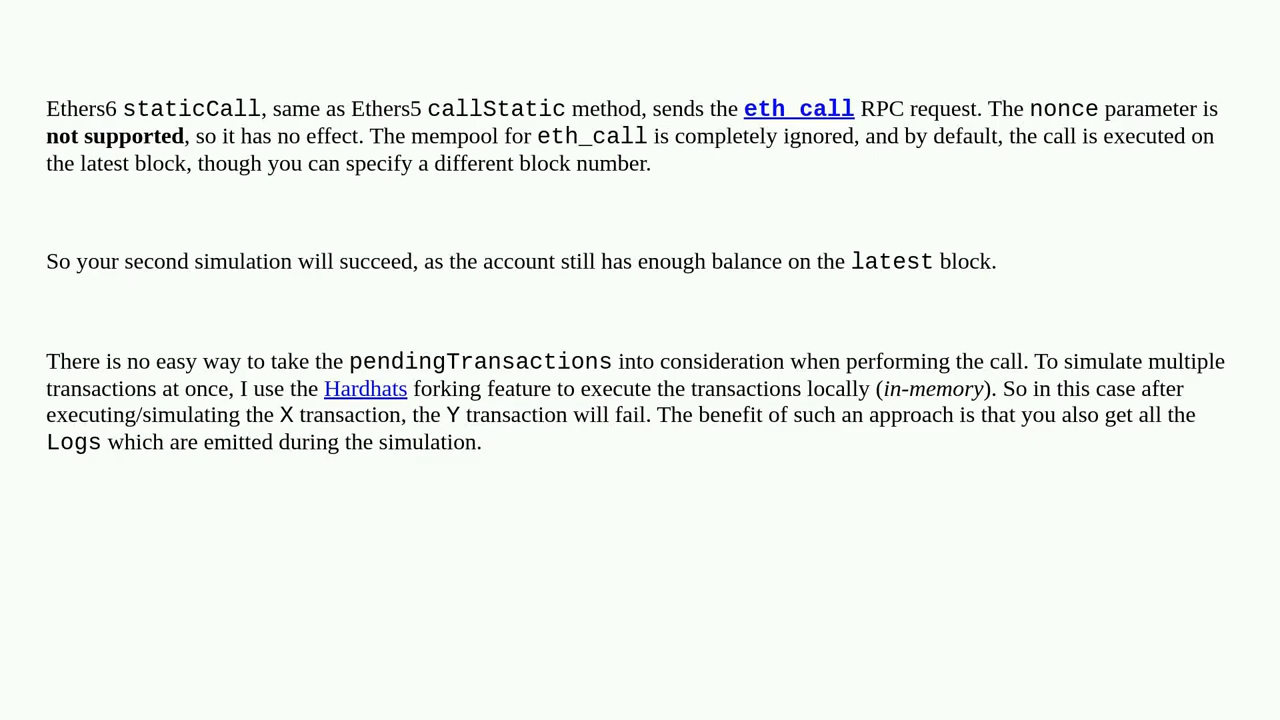 Ethers6 staticCall, same as Ethers5 callStatic method, sends the eth_call RPC request. The nonce parameter is
not supported, so it has no effect. The mempool for eth_call is completely ignored, and by default, the call is executed on
the latest block, though you can specify a different block number.
So your second simulation will succeed, as the account still has enough balance on the latest block.
There is no easy way to take the pendingTransactions into consideration when performing the call. To simulate multiple
transactions at once, I use the Hardhats forking feature to execute the transactions locally (in-memory). So in this case after
executing/simulating the X transaction, the Y transaction will fail. The benefit of such an approach is that you also get all the
Logs which are emitted during the simulation.